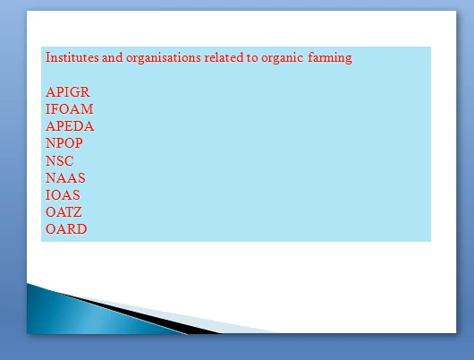 Institutes and organisations related to organic farming
APIGR
IFOAM
APEDA
NPOP
NSC
NAAS
IOAS
OATZ
OARD